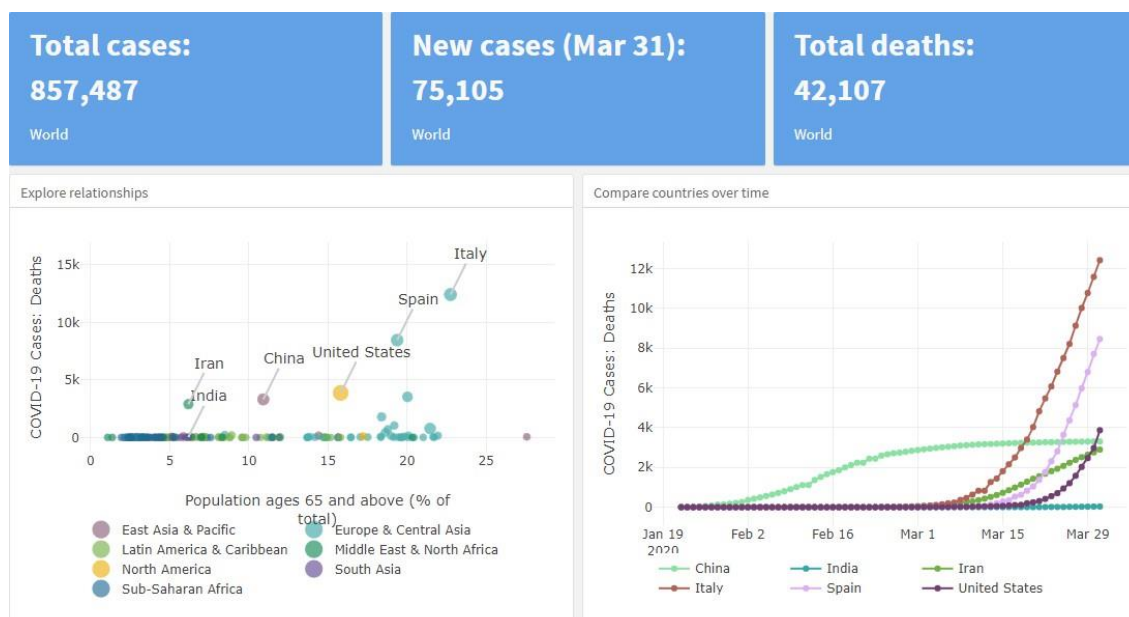 Total cases:
857,487
World
New cases (Mar 31):
75,105
World
Total deaths:
42,107
World
Explore relationships
COVID-19 Cases: Deaths
15k
10k
5k
0
Italy
Spain
United States
China
Iran
India
0 5 10 15 20 25
Population ages 65 and above (% of
total)
East Asia & Pacific
Europe & Central Asia
Latin America & Caribbean
Middle East & North Africa
North America
South Asia
Sub-Saharan Africa
Compare countries over time
COVID-19 Cases: Deaths
12k
10k
8k
6k
4k
2k
0
Jan 19 Feb 2 Feb 16 Mar 1 Mar 15 Mar 29
2020
China India Iran
Italy Spain United States